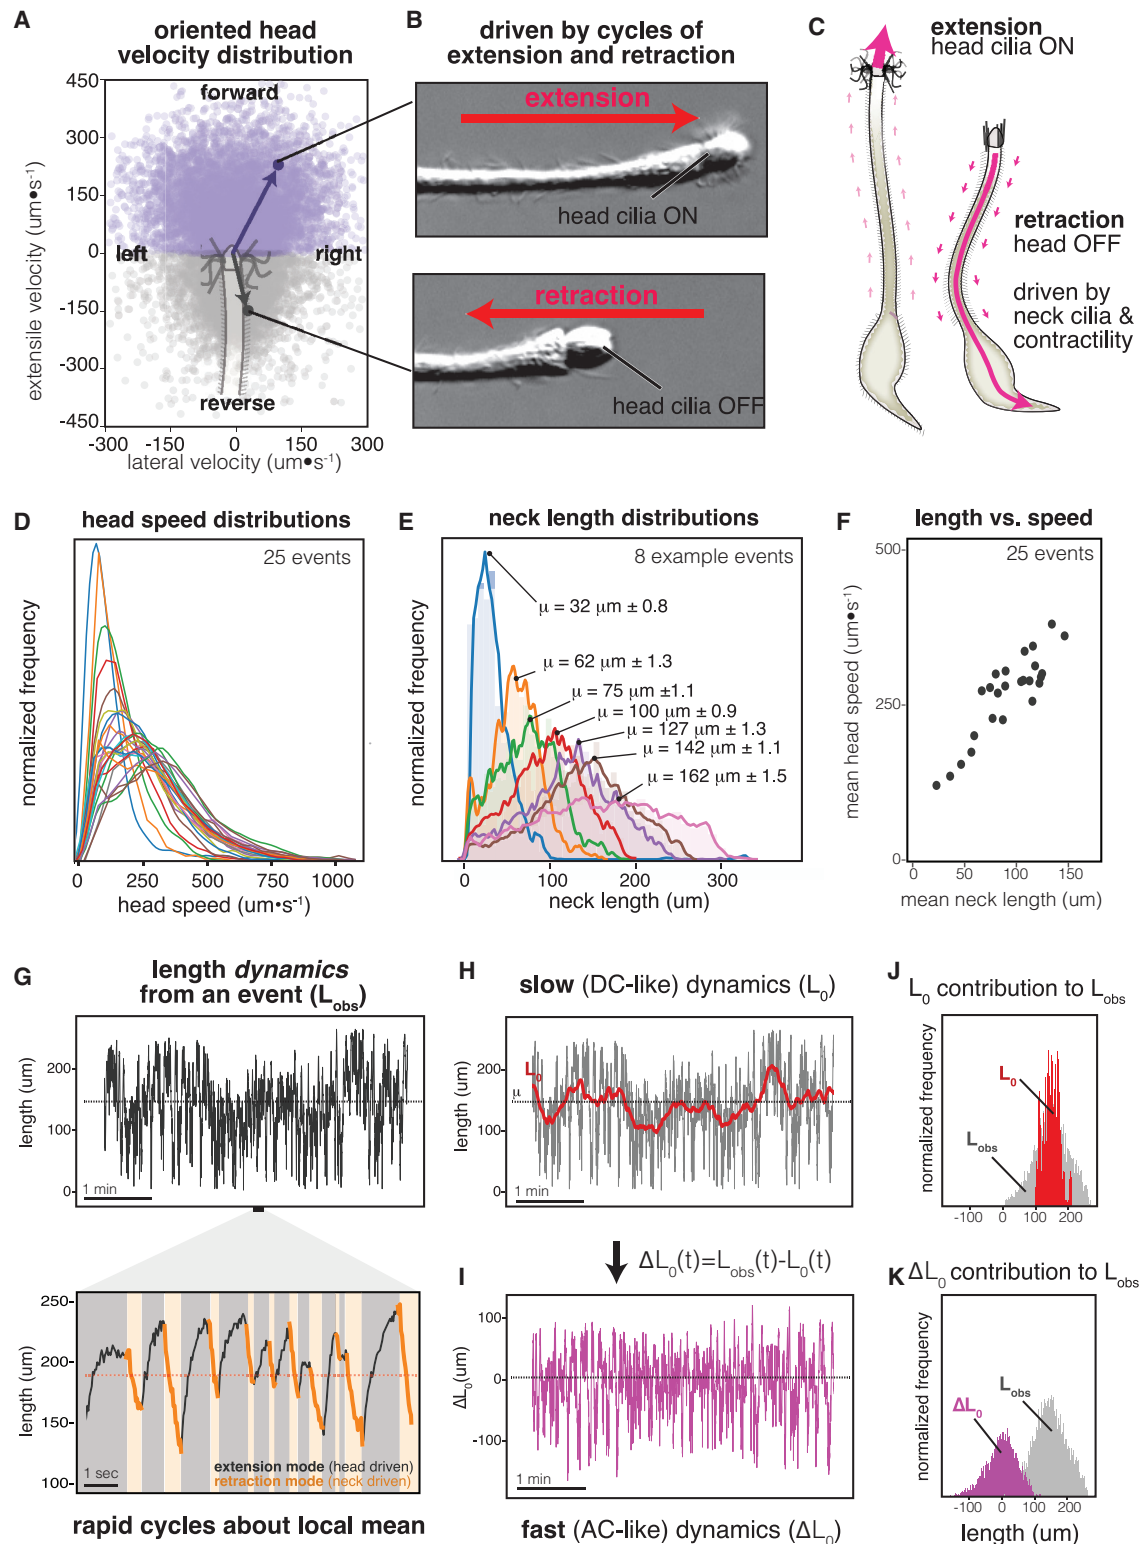 A
oriented head
velocity distribution
450
300
150
0
-150
-300
-450
extensile velocity (um•s⁻¹)
forward
left
right
reverse
-300
-150
0
150
300
lateral velocity (um•s⁻¹)
B
driven by cycles of
extension and retraction
extension
head cilia ON
retraction
head cilia OFF
C
extension
head cilia ON
retraction
head OFF
driven by
neck cilia &
contractility
D
head speed distributions
25 events
normalized frequency
0
250
500
750
1000
head speed (um•s⁻¹)
E
neck length distributions
8 example events
normalized frequency
μ = 32 μm ± 0.8
μ = 62 μm ± 1.3
μ = 75 μm ±1.1
μ = 100 μm ± 0.9
μ = 127 μm ± 1.3
μ = 142 μm ± 1.1
μ = 162 μm ± 1.5
0
100
200
300
neck length (um)
F
length vs. speed
25 events
500
250
0
mean head speed (um•s⁻¹)
0
50
100
150
mean neck length (um)
G
length dynamics
from an event (Lobs)
200
100
0
length (um)
1 min
250
200
150
100
length (um)
1 sec
extension mode (head driven)
retraction mode (neck driven)
rapid cycles about local mean
H
slow (DC-like) dynamics (L₀)
200
100
0
length (um)
L₀
μ
1 min
ΔL₀(t)=Lobs(t)-L₀(t)
I
100
0
-100
ΔL₀(um)
1 min
fast (AC-like) dynamics (ΔL₀)
J
L₀ contribution to Lobs
normalized frequency
L₀
Lobs
-100
0
100
200
K
ΔL₀ contribution to Lobs
normalized frequency
Lobs
ΔL₀
-100
0
100
200
length (um)